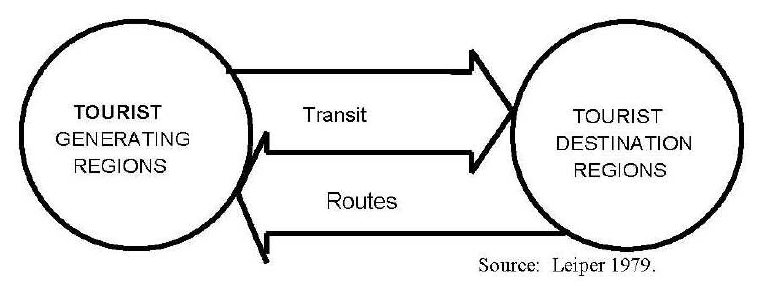 TOURIST
GENERATING
REGIONS
Transit
Routes
TOURIST
DESTINATION
REGIONS
Source: Leiper 1979.